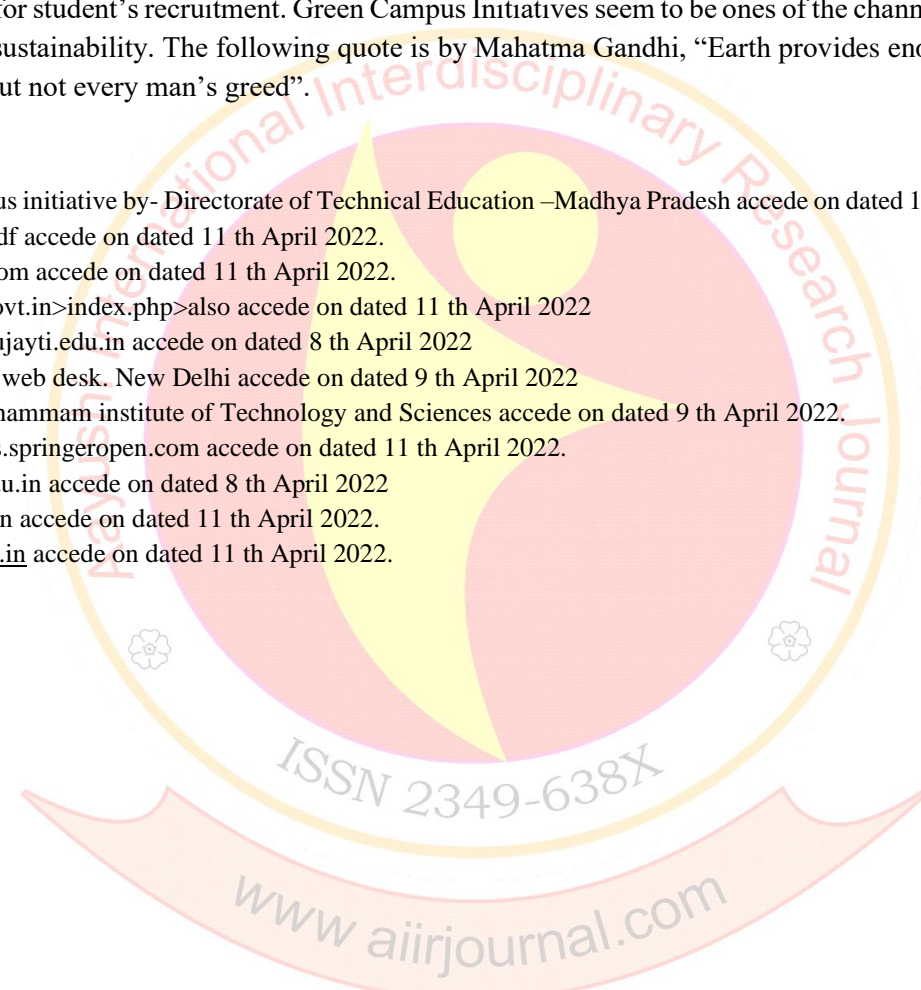 for student’s recruitment. Green Campus Initiatives seem to be ones of the chann
sustainability. The following quote is by Mahatma Gandhi, “Earth provides eno
ut not every man’s greed”.
us initiative by- Directorate of Technical Education –Madhya Pradesh accede on dated 1
df accede on dated 11 th April 2022.
om accede on dated 11 th April 2022.
ovt.in>index.php>also accede on dated 11 th April 2022
ujayti.edu.in accede on dated 8 th April 2022
web desk. New Delhi accede on dated 9 th April 2022
hammam institute of Technology and Sciences accede on dated 9 th April 2022.
s.springeropen.com accede on dated 11 th April 2022.
du.in accede on dated 8 th April 2022
n accede on dated 11 th April 2022.
.in accede on dated 11 th April 2022.
Aayushi International Interdisciplinary Research Journal
ISSN 2349-638X
www aiirjournal.com